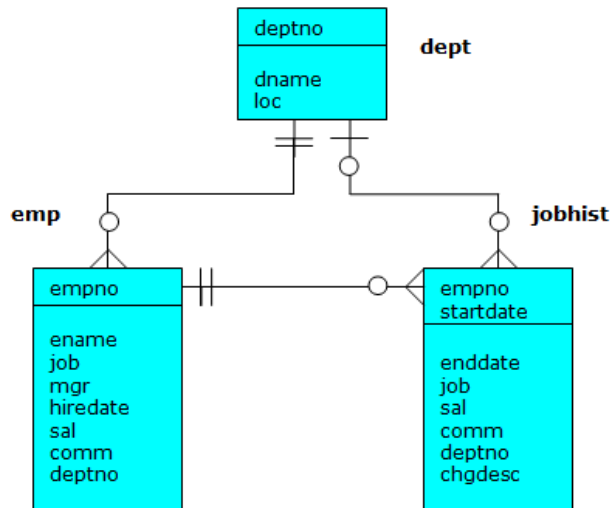 deptno
dept
dname
loc
emp
jobhist
empno
ename
job
mgr
hiredate
sal
comm
deptno
empno
startdate
enddate
job
sal
comm
deptno
chgdesc